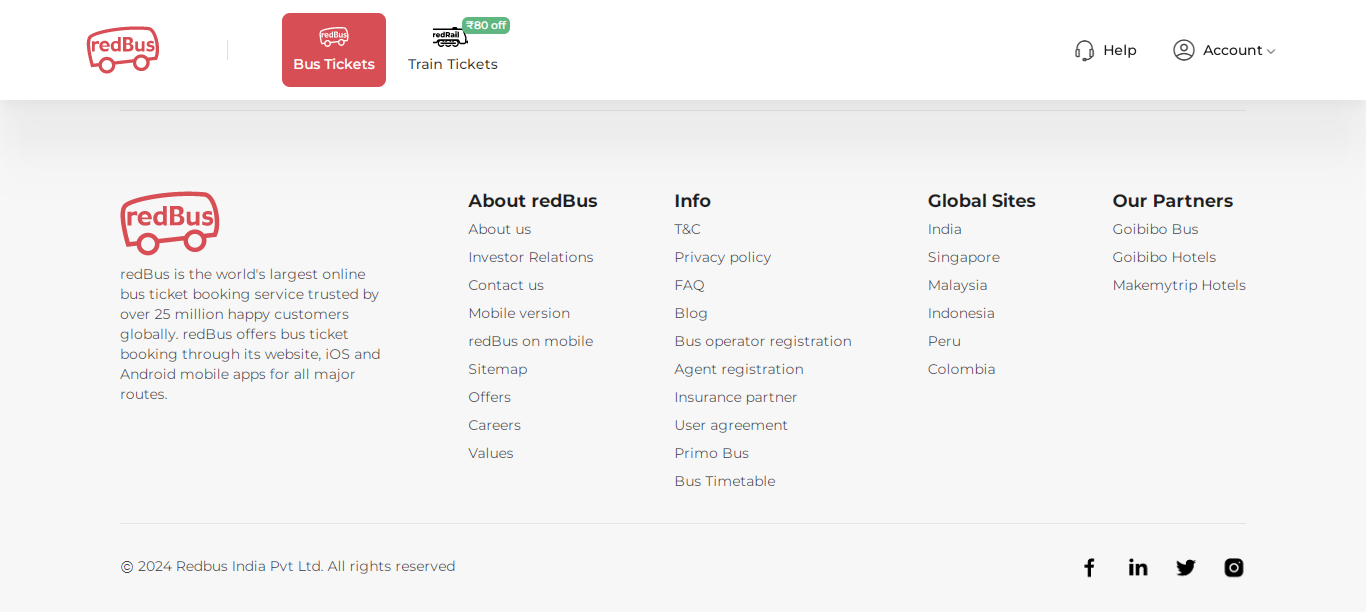 redBus
redBus
Bus Tickets
redRail
₹80 off
Train Tickets
Help
Account
redBus
redBus is the world's largest online
bus ticket booking service trusted by
over 25 million happy customers
globally. redBus offers bus ticket
booking through its website, iOS and
Android mobile apps for all major
routes.
About redBus
About us
Investor Relations
Contact us
Mobile version
redBus on mobile
Sitemap
Offers
Careers
Values
Info
T&C
Privacy policy
FAQ
Blog
Bus operator registration
Agent registration
Insurance partner
User agreement
Primo Bus
Bus Timetable
Global Sites
India
Singapore
Malaysia
Indonesia
Peru
Colombia
Our Partners
Goibibo Bus
Goibibo Hotels
Makemytrip Hotels
© 2024 Redbus India Pvt Ltd. All rights reserved